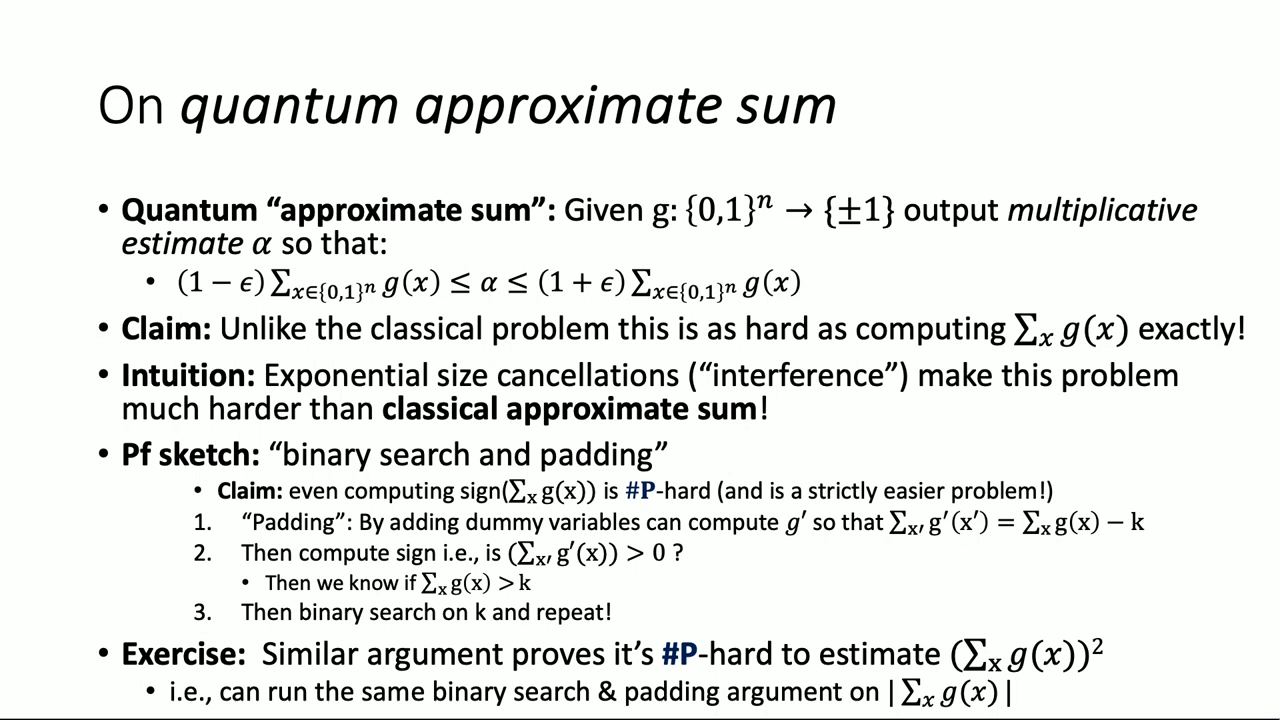 On quantum approximate sum
• Quantum “approximate sum”: Given g: {0,1}ⁿ → {±1} output multiplicative
estimate α so that:
• (1 − ϵ) ∑ₓ∈{0,1}ⁿ g(x) ≤ α ≤ (1 + ϵ) ∑ₓ∈{0,1}ⁿ g(x)
• Claim: Unlike the classical problem this is as hard as computing ∑ₓ g(x) exactly!
• Intuition: Exponential size cancellations (“interference”) make this problem
much harder than classical approximate sum!
• Pf sketch: “binary search and padding”
• Claim: even computing sign(∑ₓ g(x)) is #P-hard (and is a strictly easier problem!)
1. “Padding”: By adding dummy variables can compute g′ so that ∑ₓ′ g′(x′) = ∑ₓ g(x) − k
2. Then compute sign i.e., is (∑ₓ′ g′(x)) > 0 ?
• Then we know if ∑ₓ g(x) > k
3. Then binary search on k and repeat!
• Exercise: Similar argument proves it’s #P-hard to estimate (∑ₓ g(x))²
• i.e., can run the same binary search & padding argument on | ∑ₓ g(x) |